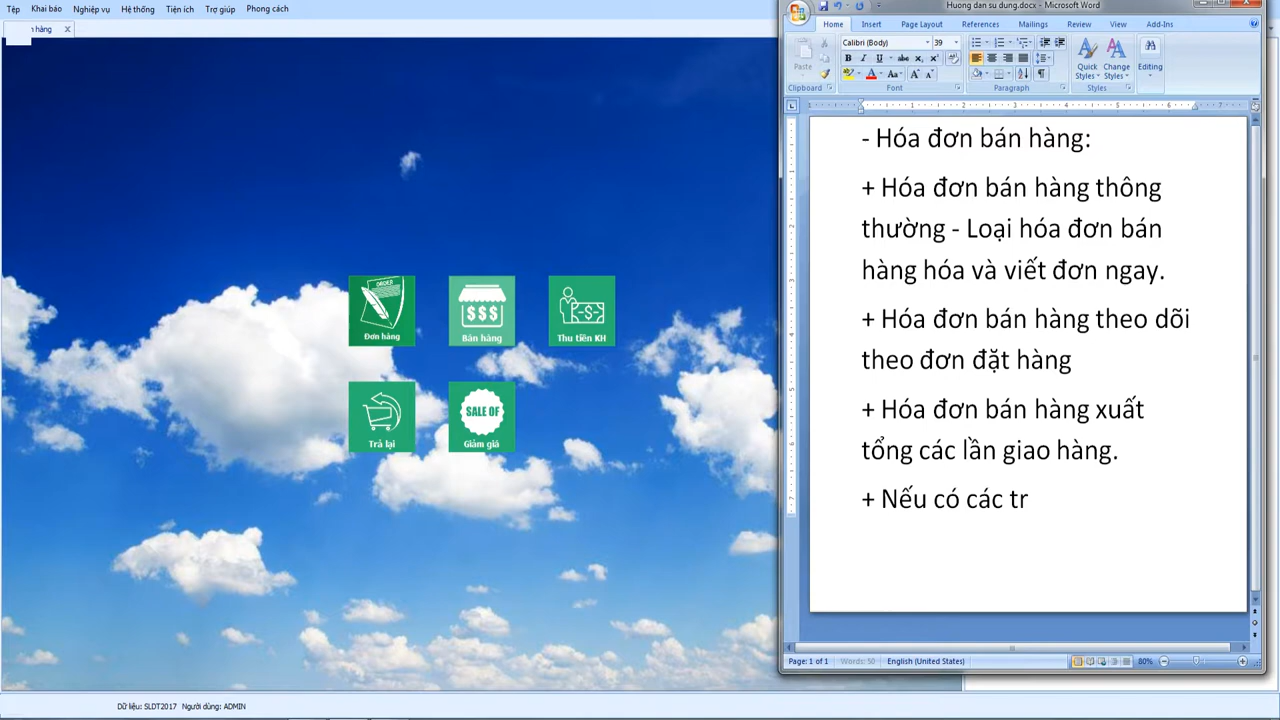 Tệp Khai báo Nghiệp vụ Hệ thống Tiện ích Trợ giúp Phong cách
hàng
Huong dan su dung.docx - Microsoft Word
Home Insert Page Layout References Mailings Review View Add-Ins
Paste
Calibri (Body) 39
Quick Styles
Change Styles
Editing
Clipboard Font Paragraph Styles
- Hóa đơn bán hàng:
+ Hóa đơn bán hàng thông
thường - Loại hóa đơn bán
hàng hóa và viết đơn ngay.
+ Hóa đơn bán hàng theo dõi
theo đơn đặt hàng
+ Hóa đơn bán hàng xuất
tổng các lần giao hàng.
+ Nếu có các tr
ORDER
Đơn hàng
$$$
Bán hàng
-$-
Thu tiền KH
Trả lại
SALE OF
Giảm giá
Page: 1 of 1 Words: 50 English (United States) 80%
Dữ liệu: SLDT2017 Người dùng: ADMIN